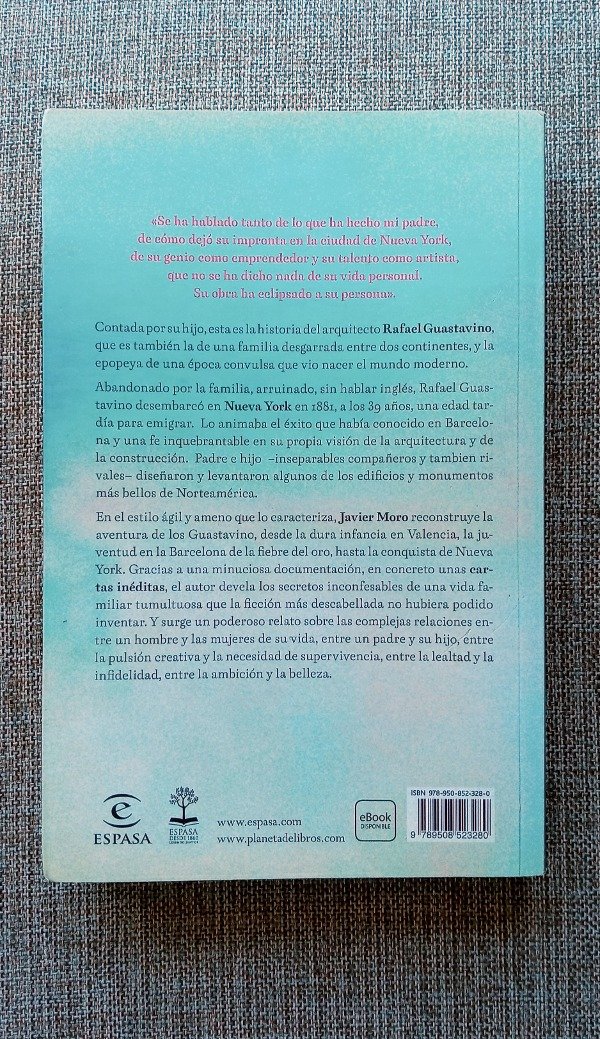 «Se ha hablado tanto de lo que ha hecho mi padre,
de cómo dejó su impronta en la ciudad de Nueva York,
de su genio como emprendedor y su talento como artista,
que no se ha dicho nada de su vida personal.
Su obra ha eclipsado a su persona».
Contada por su hijo, esta es la historia del arquitecto Rafael Guastavino,
que es también la de una familia desgarrada entre dos continentes, y la
epopeya de una época convulsa que vio nacer el mundo moderno.
Abandonado por la familia, arruinado, sin hablar inglés, Rafael Guas-
tavino desembarcó en Nueva York en 1881, a los 39 años, una edad tar-
día para emigrar. Lo animaba el éxito que había conocido en Barcelo-
na y una fe inquebrantable en su propia visión de la arquitectura y de
la construcción. Padre e hijo –inseparables compañeros y tambien ri-
vales– diseñaron y levantaron algunos de los edificios y monumentos
más bellos de Norteamérica.
En el estilo ágil y ameno que lo caracteriza, Javier Moro reconstruye la
aventura de los Guastavino, desde la dura infancia en Valencia, la ju-
ventud en la Barcelona de la fiebre del oro, hasta la conquista de Nueva
York. Gracias a una minuciosa documentación, en concreto unas car-
tas inéditas, el autor devela los secretos inconfesables de una vida fa-
miliar tumultuosa que la ficción más descabellada no hubiera podido
inventar. Y surge un poderoso relato sobre las complejas relaciones en-
tre un hombre y las mujeres de su vida, entre un padre y su hijo, entre
la pulsión creativa y la necesidad de supervivencia, entre la lealtad y la
infidelidad, entre la ambición y la belleza.
ESPASA
ESPASA
DESDE 1860
www.espasa.com
www.planetadelibros.com
eBook
DISPONIBLE
ISBN 978-950-852-328-0
9 789508 523280